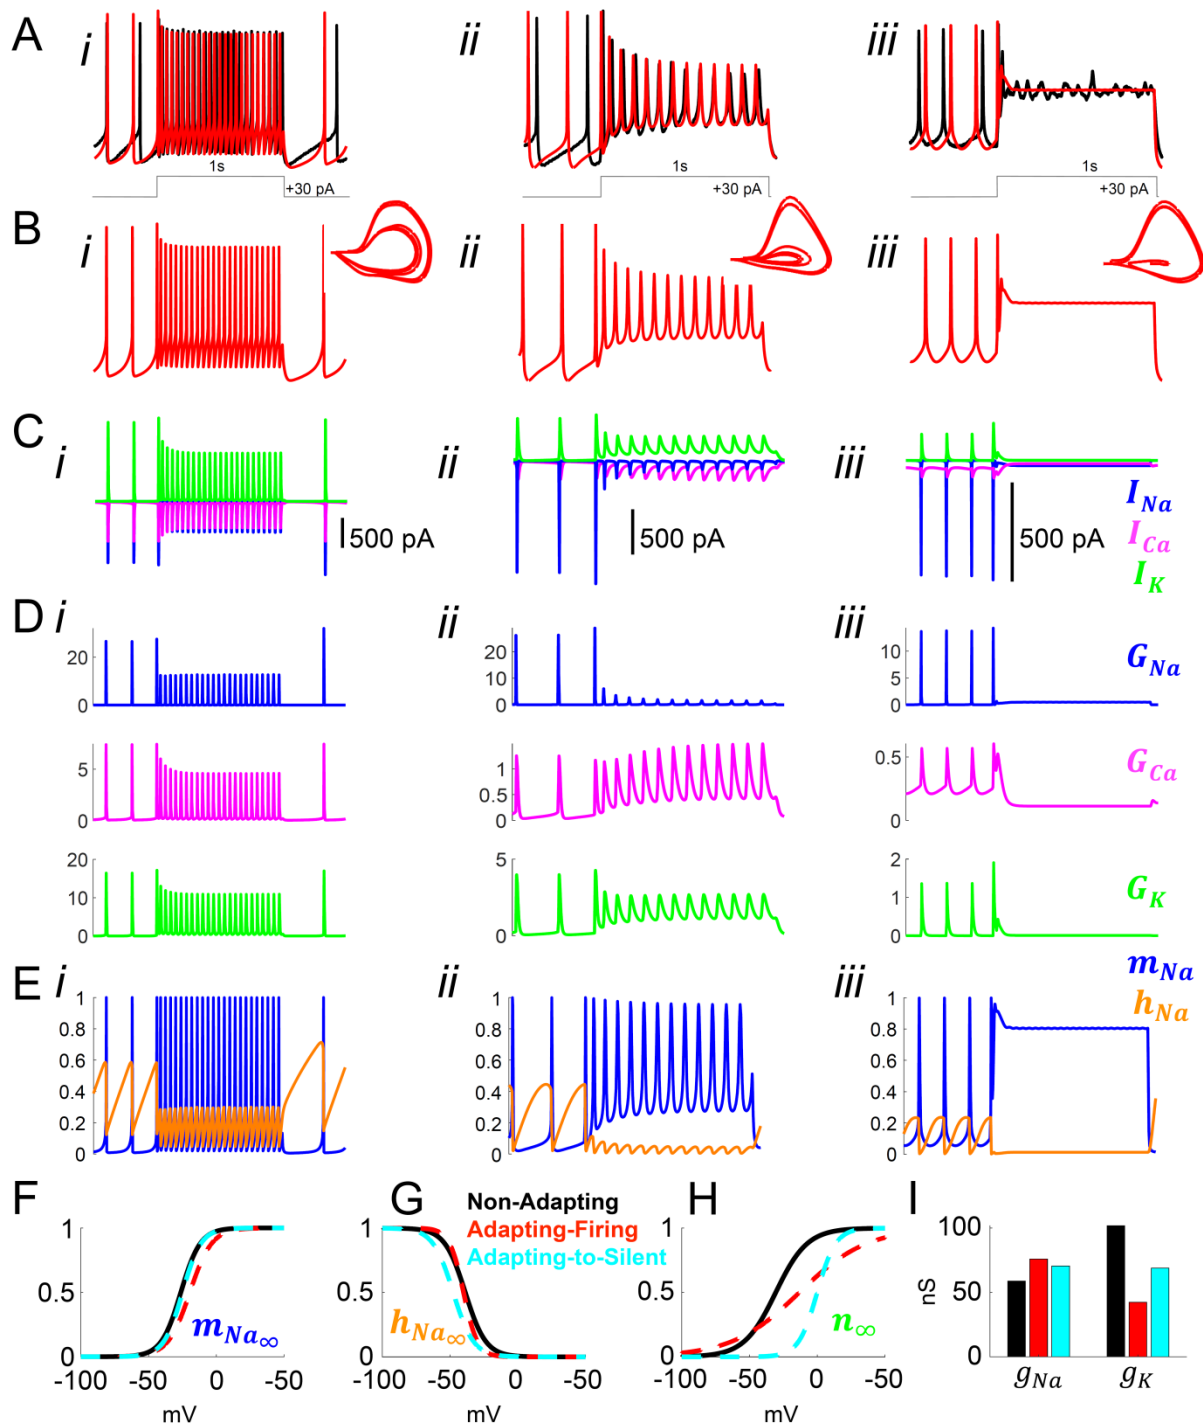 A i ii iii
1s +30 pA
1s +30 pA
1s +30 pA
B i ii iii
C i ii iii
500 pA
500 pA
500 pA
I_Na
I_Ca
I_K
D i ii iii
20
0
20
10
0
10
5
0
G_Na
5
0
1
0.5
0
0.5
0
G_Ca
20
10
0
5
0
2
1
0
G_K
E i ii iii
m_Na
h_Na
1
0.8
0.6
0.4
0.2
0
1
0.8
0.6
0.4
0.2
0
1
0.8
0.6
0.4
0.2
0
F G H I
Non-Adapting
Adapting-Firing
Adapting-to-Silent
1
0.5
0
m_Na∞
-100 -50 0 -50
mV
1
0.5
0
h_Na∞
-100 -50 0 -50
mV
1
0.5
0
n∞
-100 -50 0 -50
mV
nS
100
50
0
g_Na g_K